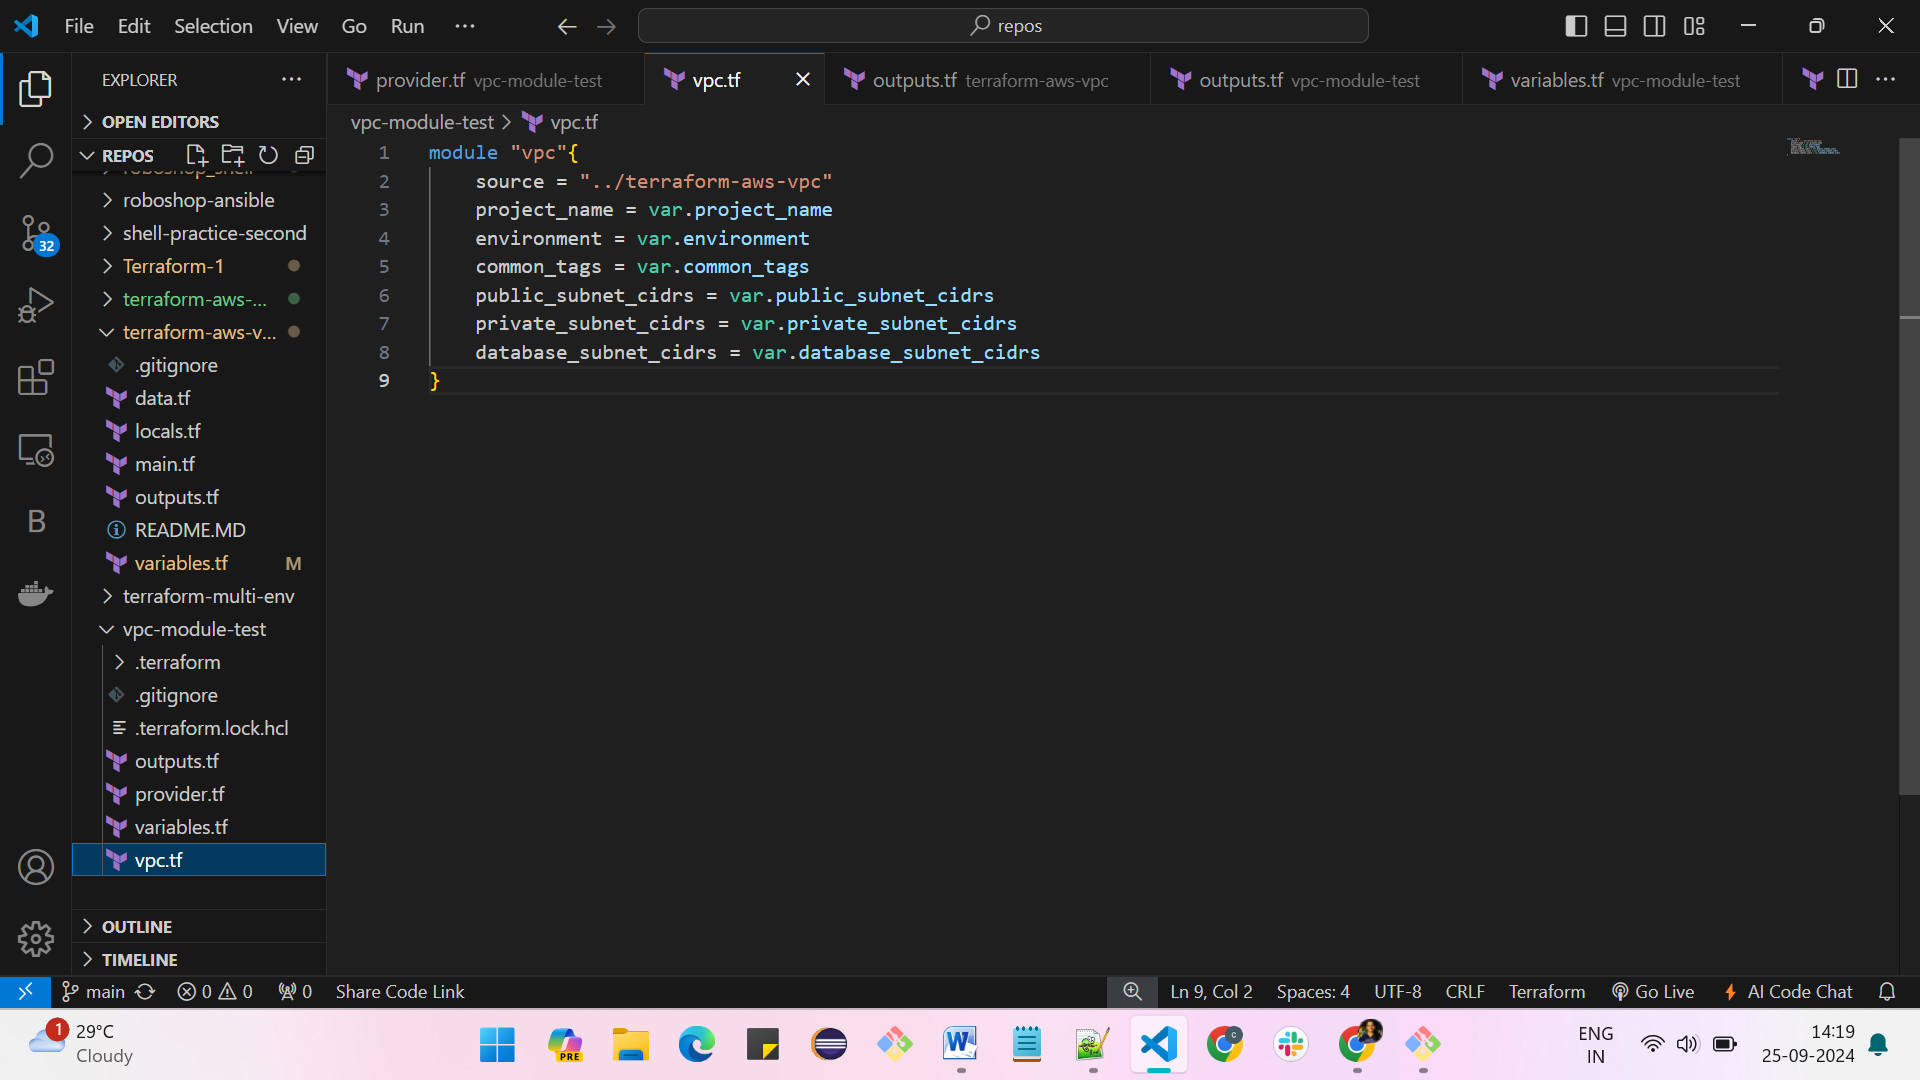 File Edit Selection View Go Run ···
repos
EXPLORER
OPEN EDITORS
REPOS
roboshop_shell
roboshop-ansible
shell-practice-second
Terraform-1
terraform-aws-...
terraform-aws-v...
.gitignore
data.tf
locals.tf
main.tf
outputs.tf
README.MD
variables.tf M
terraform-multi-env
vpc-module-test
.terraform
.gitignore
.terraform.lock.hcl
outputs.tf
provider.tf
variables.tf
vpc.tf
OUTLINE
TIMELINE
32
B
provider.tf vpc-module-test
vpc.tf
outputs.tf terraform-aws-vpc
outputs.tf vpc-module-test
variables.tf vpc-module-test
vpc-module-test > vpc.tf
1 module "vpc"{
2 source = "../terraform-aws-vpc"
3 project_name = var.project_name
4 environment = var.environment
5 common_tags = var.common_tags
6 public_subnet_cidrs = var.public_subnet_cidrs
7 private_subnet_cidrs = var.private_subnet_cidrs
8 database_subnet_cidrs = var.database_subnet_cidrs
9 }
main 0 0 0 Share Code Link
Ln 9, Col 2 Spaces: 4 UTF-8 CRLF Terraform Go Live AI Code Chat
1
29°C
Cloudy
PRE
W
C
ENG
IN
14:19
25-09-2024